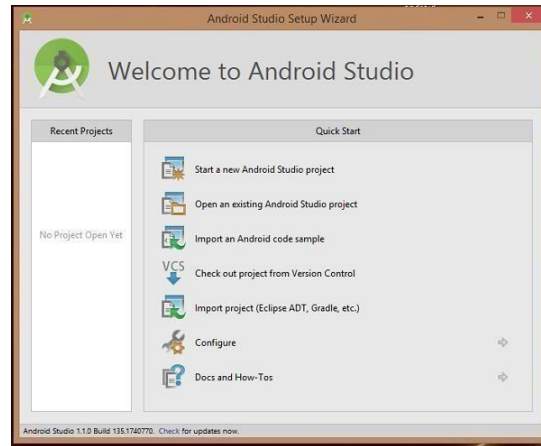 Android Studio Setup Wizard
Welcome to Android Studio
Recent Projects
No Project Open Yet
Quick Start
Start a new Android Studio project
Open an existing Android Studio project
Import an Android code sample
VCS
Check out project from Version Control
Import project (Eclipse ADT, Gradle, etc.)
Configure
Docs and How-Tos
Android Studio 1.1.0 Build 135.1740770. Check for updates now.